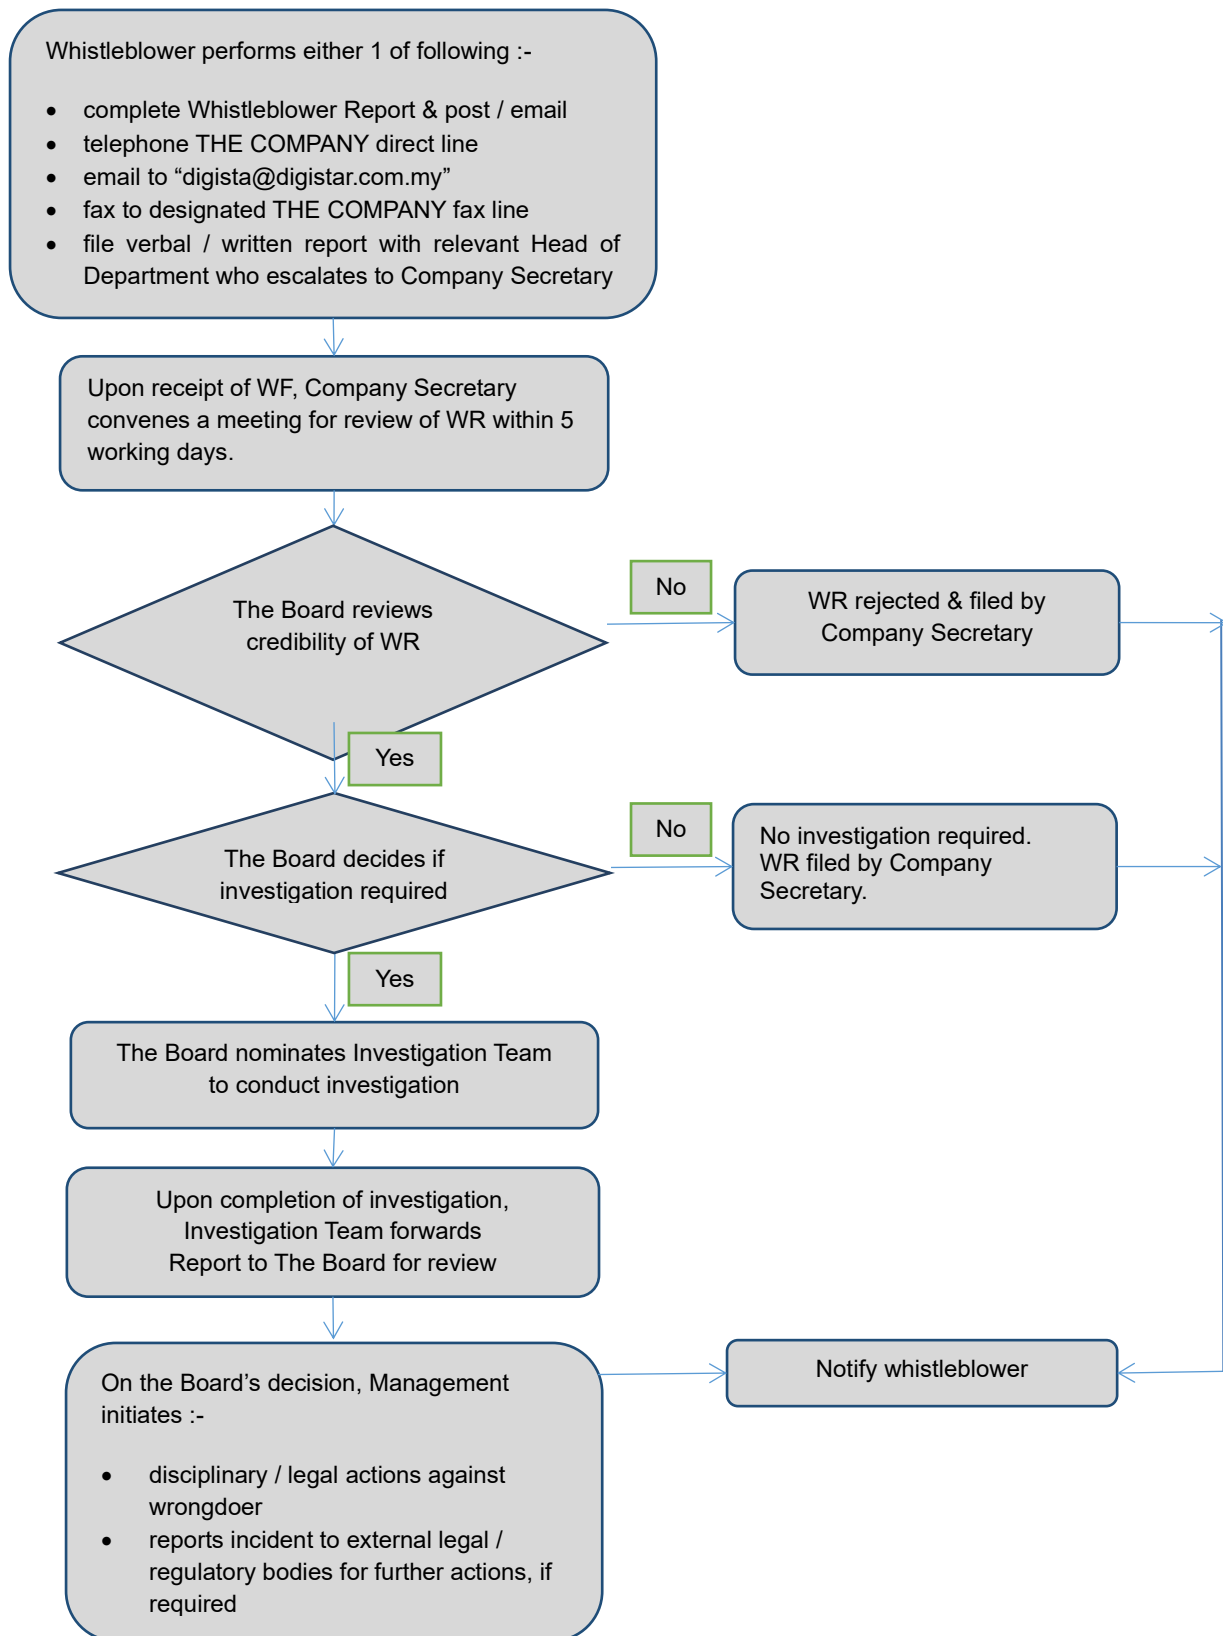 Whistleblower performs either 1 of following :-
• complete Whistleblower Report & post / email
• telephone THE COMPANY direct line
• email to “digista@digistar.com.my”
• fax to designated THE COMPANY fax line
• file verbal / written report with relevant Head of
Department who escalates to Company Secretary
Upon receipt of WF, Company Secretary
convenes a meeting for review of WR within 5
working days.
The Board reviews
credibility of WR
No
WR rejected & filed by
Company Secretary
Yes
The Board decides if
investigation required
No
No investigation required.
WR filed by Company
Secretary.
Yes
The Board nominates Investigation Team
to conduct investigation
Upon completion of investigation,
Investigation Team forwards
Report to The Board for review
On the Board’s decision, Management
initiates :-
• disciplinary / legal actions against
wrongdoer
• reports incident to external legal /
regulatory bodies for further actions, if
required
Notify whistleblower